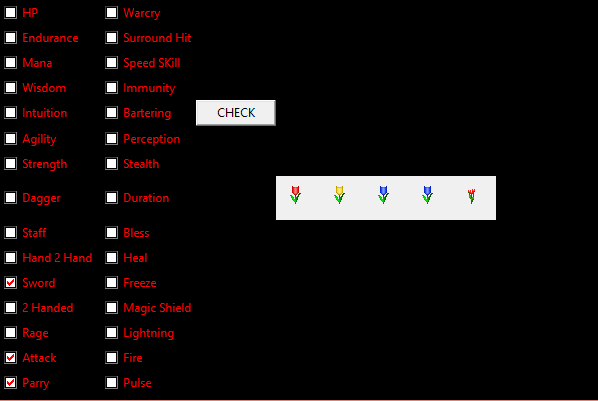 HP Warcry
Endurance Surround Hit
Mana Speed SKill
Wisdom Immunity
Intuition Bartering CHECK
Agility Perception
Strength Stealth
Dagger Duration
Staff Bless
Hand 2 Hand Heal
Sword Freeze
2 Handed Magic Shield
Rage Lightning
Attack Fire
Parry Pulse